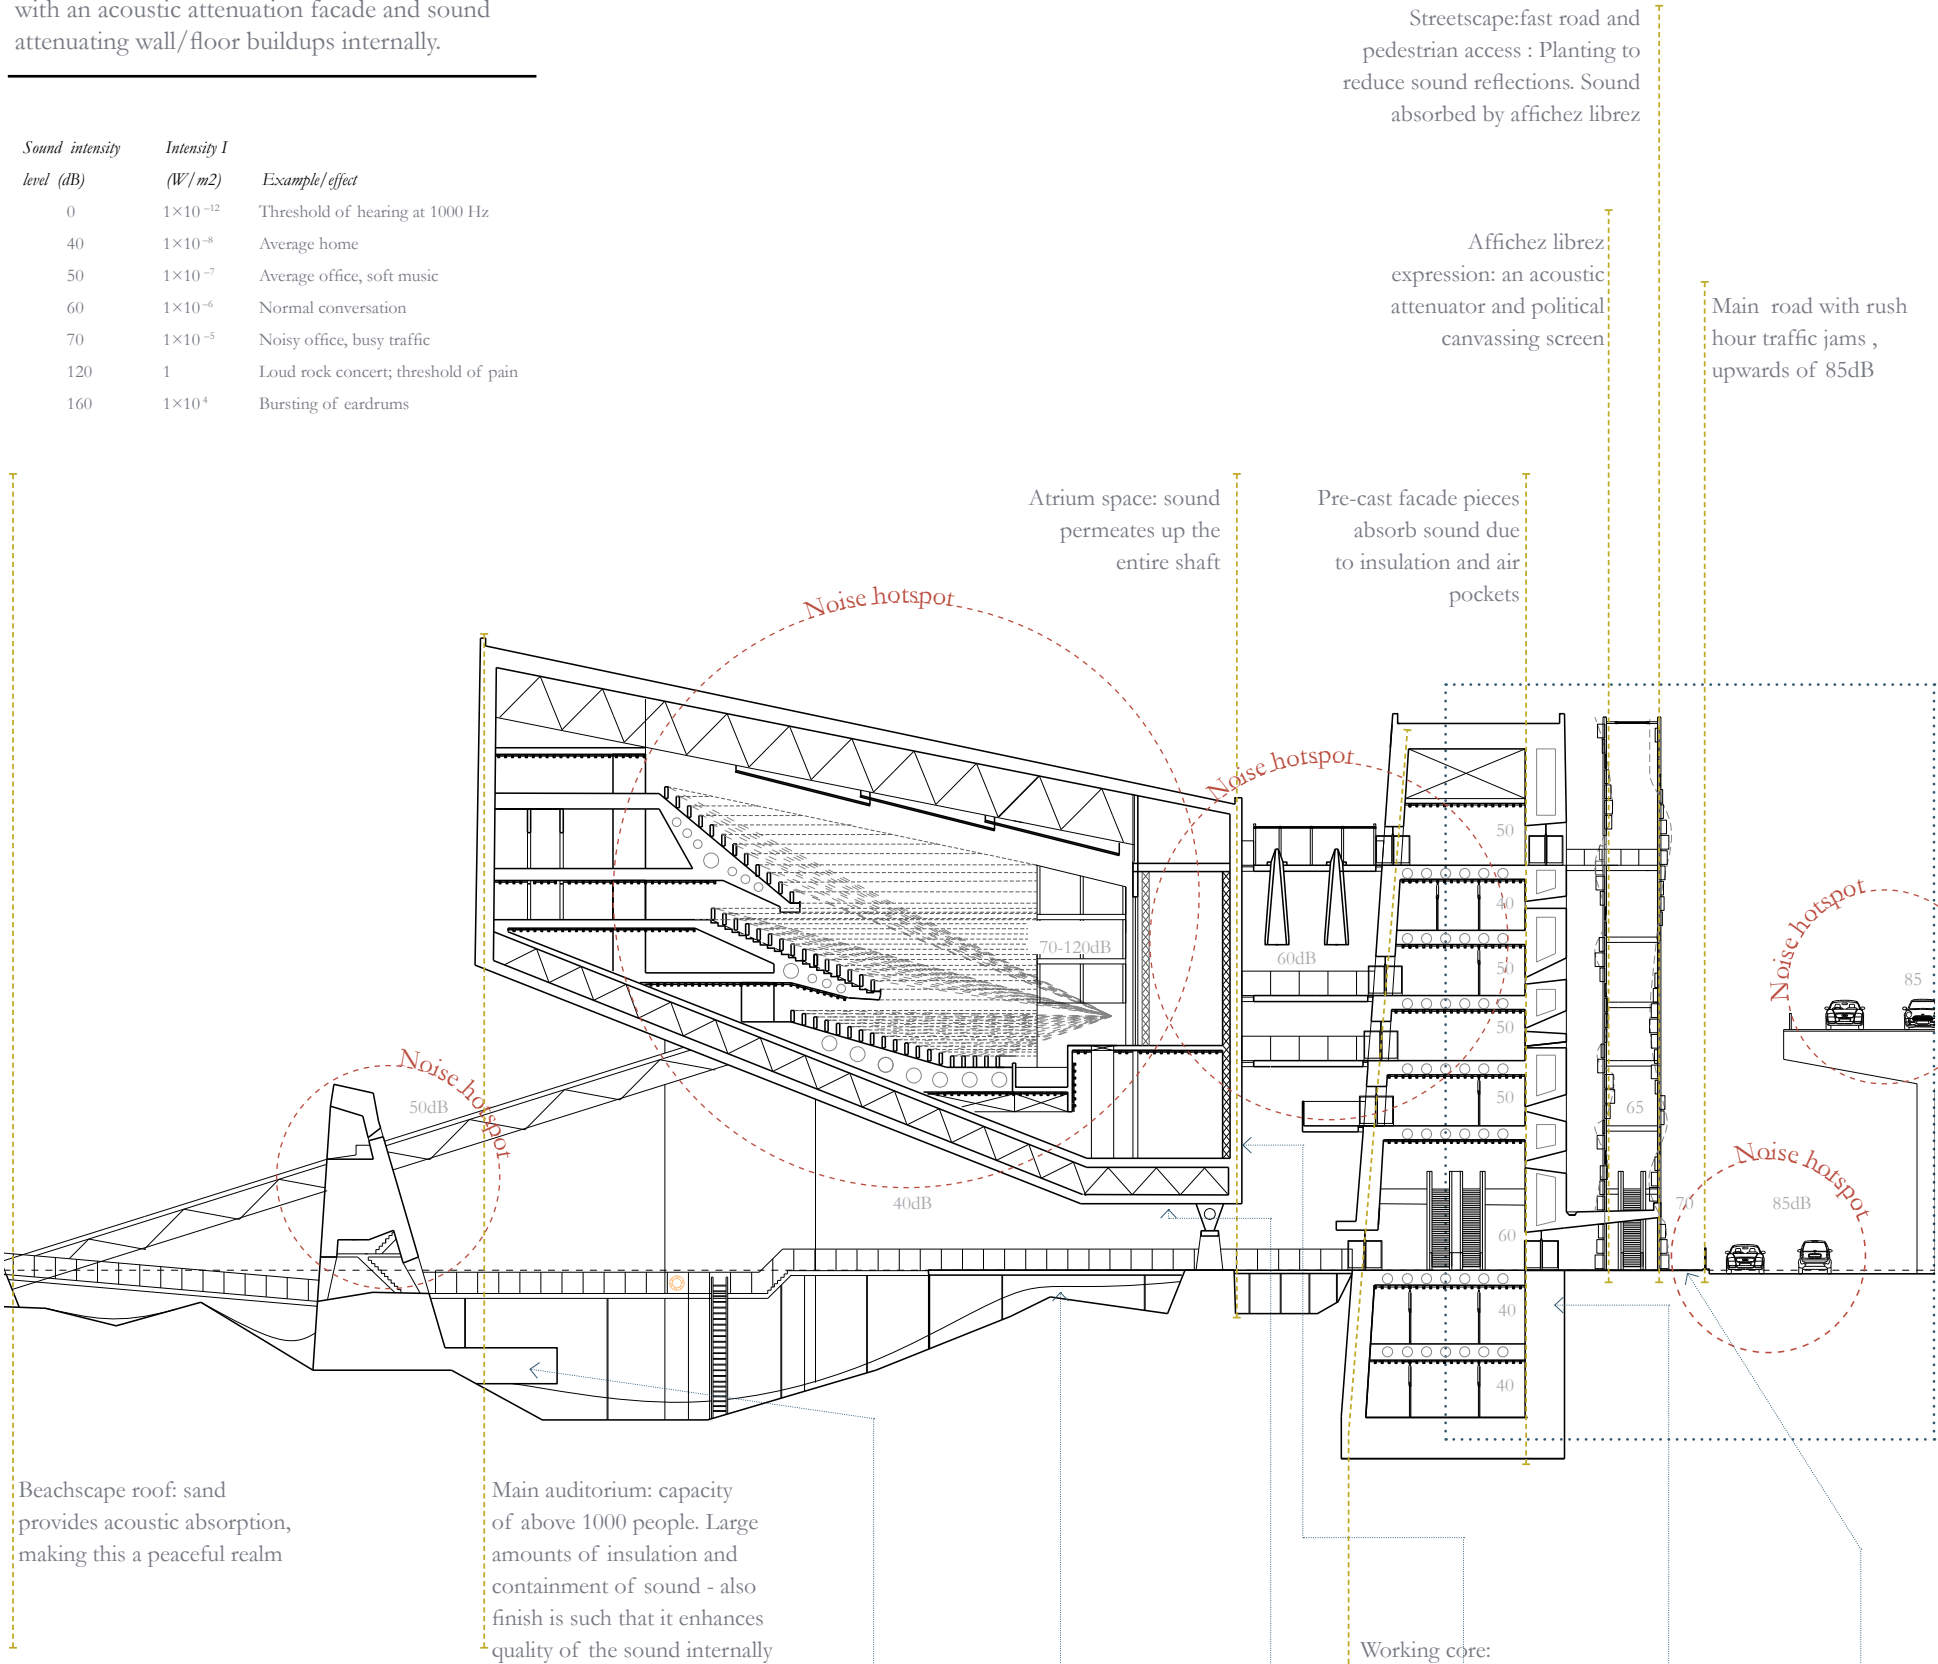 with an acoustic attenuation facade and sound
attenuating wall/floor buildups internally.
Sound intensity level (dB) Intensity I (W/m2) Example/effect
0 1×10⁻¹² Threshold of hearing at 1000 Hz
40 1×10⁻⁸ Average home
50 1×10⁻⁷ Average office, soft music
60 1×10⁻⁶ Normal conversation
70 1×10⁻⁵ Noisy office, busy traffic
120 1 Loud rock concert; threshold of pain
160 1×10⁴ Bursting of eardrums
Streetscape:fast road and
pedestrian access : Planting to
reduce sound reflections. Sound
absorbed by affichez librez
Affichez librez
expression: an acoustic
attenuator and political
canvassing screen
Main road with rush
hour traffic jams ,
upwards of 85dB
Atrium space: sound
permeates up the
entire shaft
Pre-cast facade pieces
absorb sound due
to insulation and air
pockets
Noise hotspot
Noise hotspot
Noise hotspot
Noise hotspot
Noise hotspot
50
40
50
50
50
60
40
40
70-120dB
60dB
85
65
50dB
40dB
70
85dB
Beachscape roof: sand
provides acoustic absorption,
making this a peaceful realm
Main auditorium: capacity
of above 1000 people. Large
amounts of insulation and
containment of sound - also
finish is such that it enhances
quality of the sound internally
Working core: